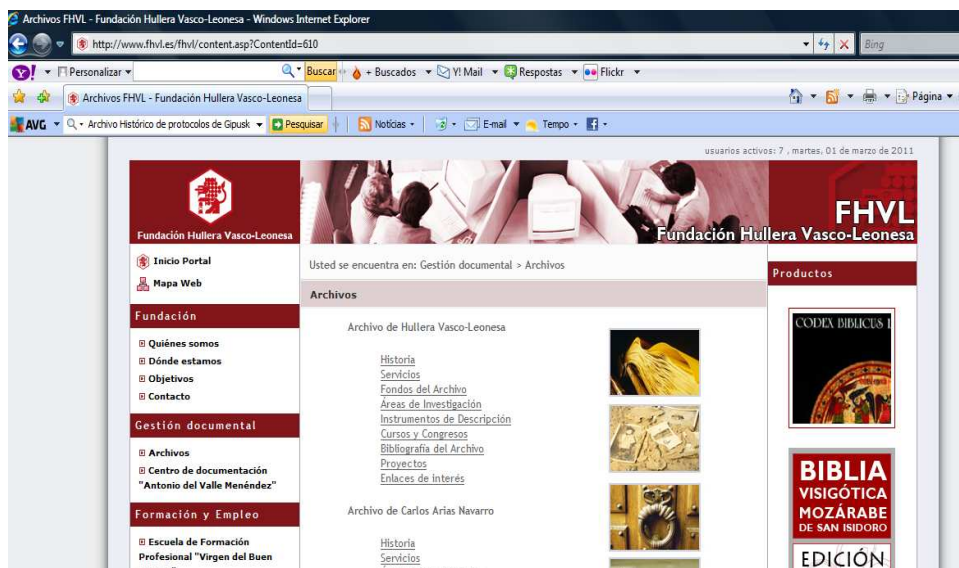 Archivos FHVL - Fundación Hullera Vasco-Leonesa - Windows Internet Explorer
http://www.fhvl.es/fhvl/content.asp?ContentId=610
Bing
Y! Personalizar Buscar + Buscados Y! Mail Respostas Flickr
Archivos FHVL - Fundación Hullera Vasco-Leonesa
Página
AVG Archivo Histórico de protocolos de Gipusk Pesquisar Notícias E-mail Tempo
usuarios activos: 7 , martes, 01 de marzo de 2011
Fundación Hullera Vasco-Leonesa
FHVL
Fundación Hullera Vasco-Leonesa
Inicio Portal
Mapa Web
Fundación
Quiénes somos
Dónde estamos
Objetivos
Contacto
Gestión documental
Archivos
Centro de documentación
"Antonio del Valle Menéndez"
Formación y Empleo
Escuela de Formación
Profesional "Virgen del Buen
Usted se encuentra en: Gestión documental > Archivos
Archivos
Archivo de Hullera Vasco-Leonesa
Historia
Servicios
Fondos del Archivo
Áreas de Investigación
Instrumentos de Descripción
Cursos y Congresos
Bibliografía del Archivo
Proyectos
Enlaces de Interés
Archivo de Carlos Arias Navarro
Historia
Servicios
Productos
CODEX BIBLICUS I
BIBLIA
VISIGÓTICA
MOZÁRABE
DE SAN ISIDORO
EDICIÓN